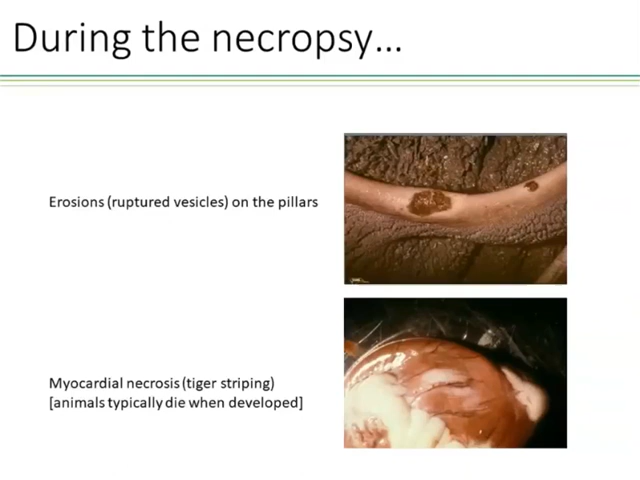 During the necropsy...
Erosions (ruptured vesicles) on the pillars
Myocardial necrosis (tiger striping)
[animals typically die when developed]